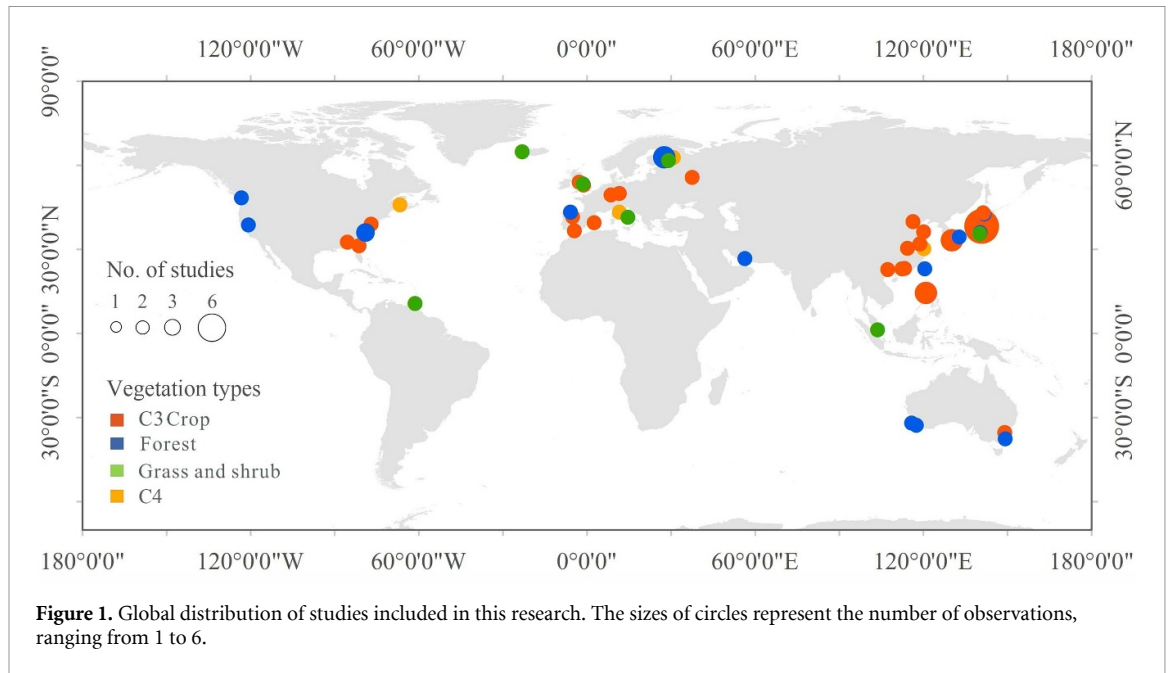 120°0'0"W 60°0'0"W 0°0'0" 60°0'0"E 120°0'0"E 180°0'0"
90°0'0"
60°0'0"N
30°0'0"N
30°0'0"N
0°0'0"
0°0'0"
30°0'0"S
30°0'0"S
No. of studies
1 2 3 6
Vegetation types
C3 Crop
Forest
Grass and shrub
C4
180°0'0" 120°0'0"W 60°0'0"W 0°0'0" 60°0'0"E 120°0'0"E 180°0'0"
Figure 1. Global distribution of studies included in this research. The sizes of circles represent the number of observations,
ranging from 1 to 6.